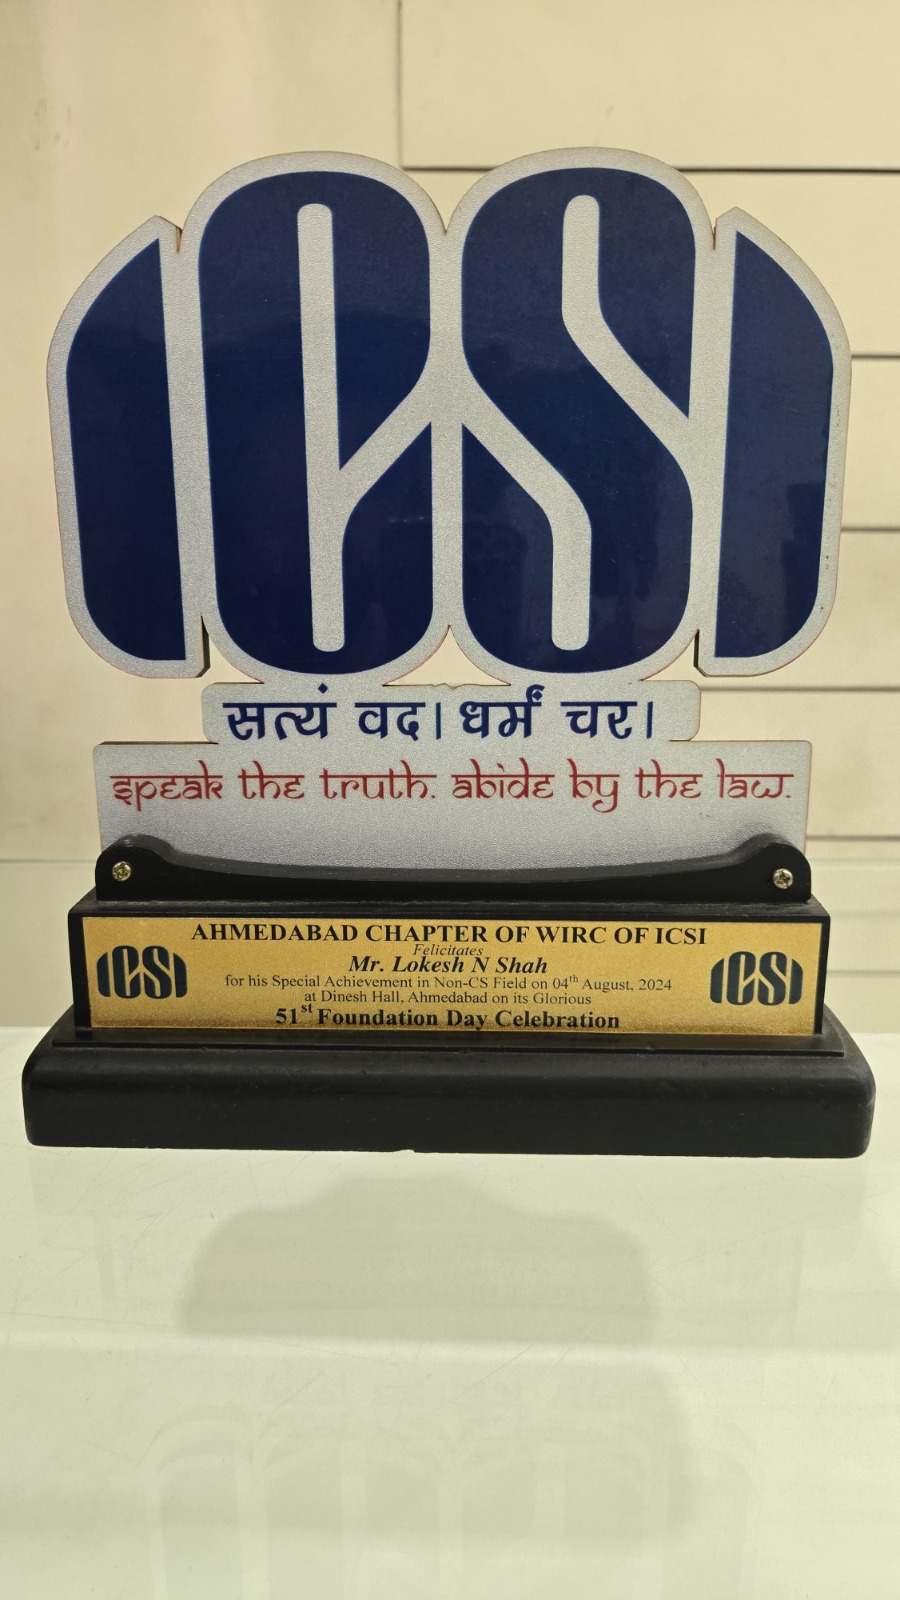 ICSI
सत्यं वद। धर्मं चर।
speak the truth. abide by the law.
AHMEDABAD CHAPTER OF WIRC OF ICSI
Felicitates
ICSI
Mr. Lokesh N Shah
ICSI
for his Special Achievement in Non-CS Field on 04th August, 2024
at Dinesh Hall, Ahmedabad on its Glorious
51st Foundation Day Celebration